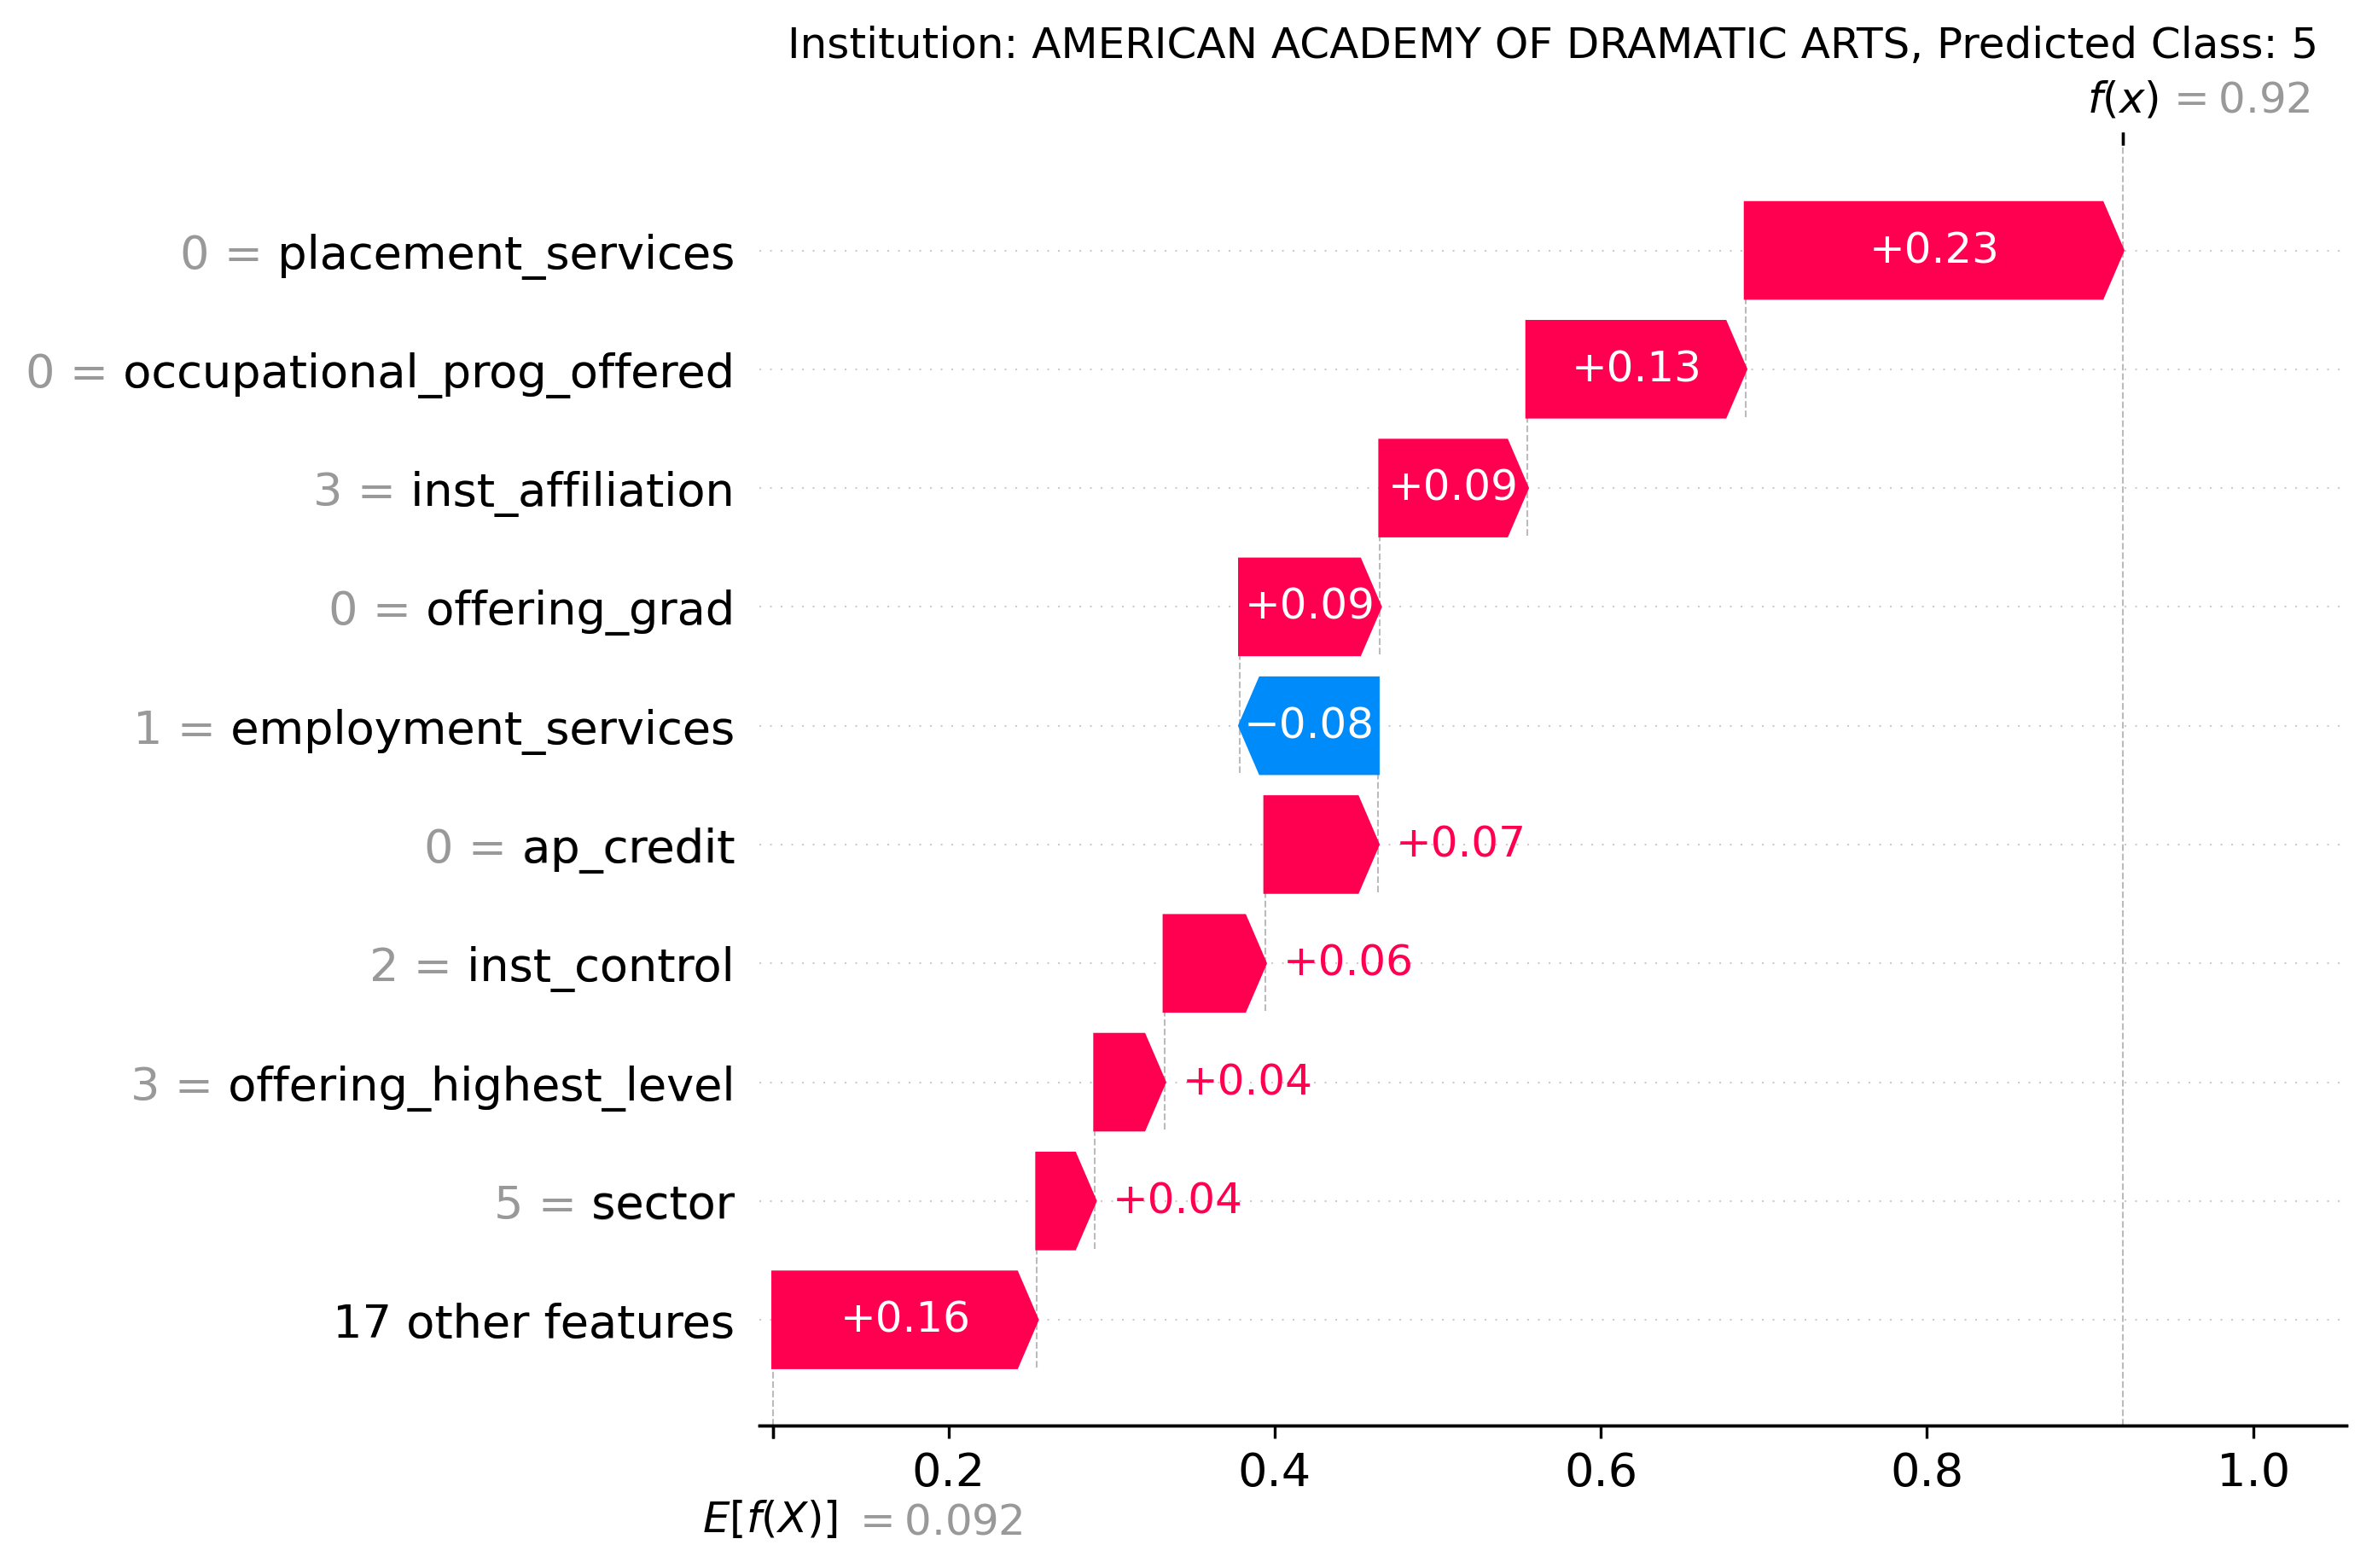 Institution: AMERICAN ACADEMY OF DRAMATIC ARTS, Predicted Class: 5
f(x) = 0.92
0 = placement_services +0.23
0 = occupational_prog_offered +0.13
3 = inst_affiliation +0.09
0 = offering_grad +0.09
1 = employment_services −0.08
0 = ap_credit +0.07
2 = inst_control +0.06
3 = offering_highest_level +0.04
5 = sector +0.04
17 other features +0.16
0.2 0.4 0.6 0.8 1.0
E[f(X)] = 0.092